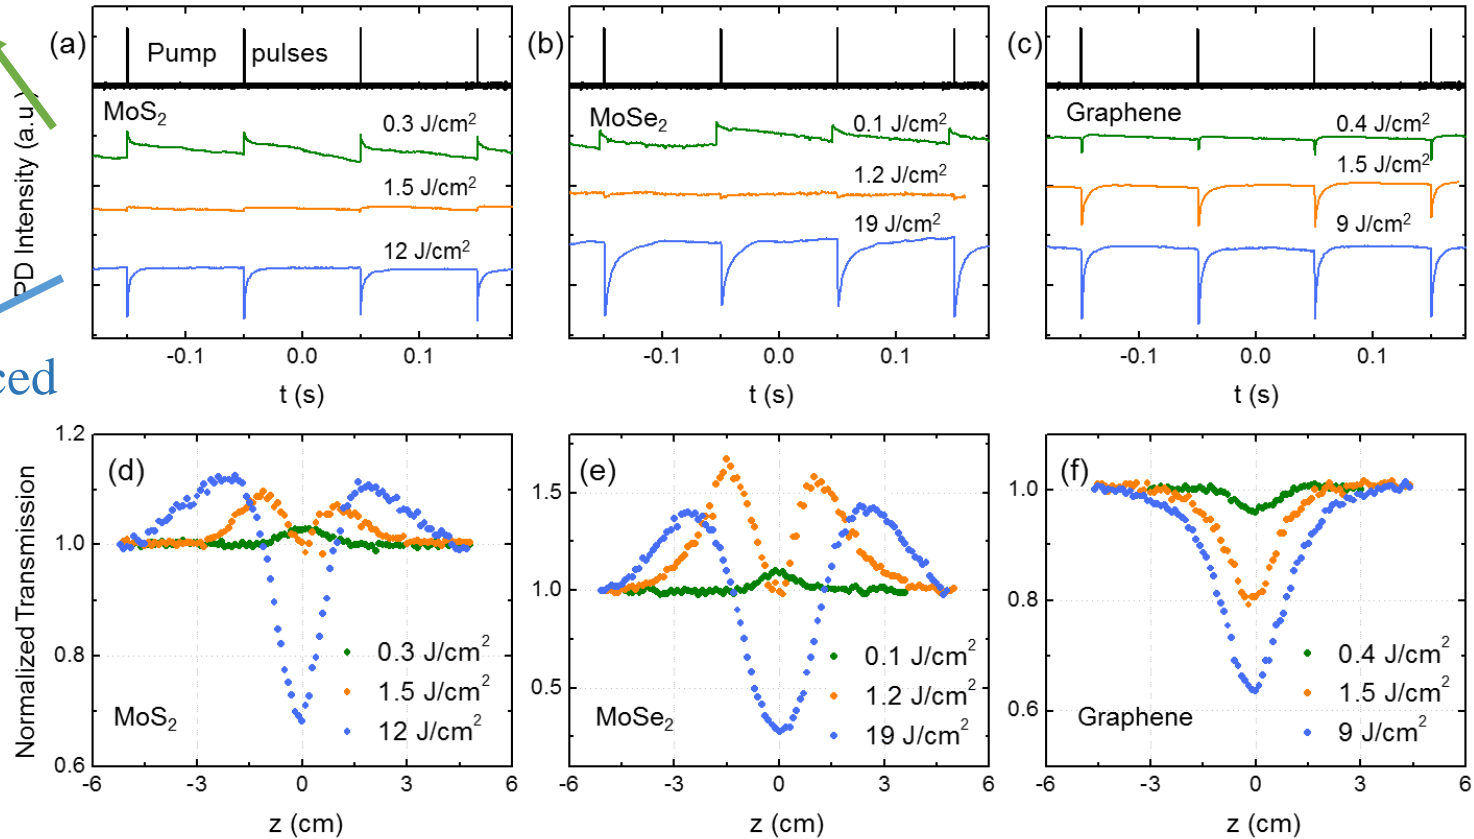 (a) Pump pulses
(b)
(c)
PD Intensity (a.u.)
MoS2
0.3 J/cm2
1.5 J/cm2
12 J/cm2
MoSe2
0.1 J/cm2
1.2 J/cm2
19 J/cm2
Graphene
0.4 J/cm2
1.5 J/cm2
9 J/cm2
-0.1 0.0 0.1
-0.1 0.0 0.1
-0.1 0.0 0.1
t (s)
t (s)
t (s)
ced
Normalized Transmission
1.2
1.0
0.8
0.6
(d)
0.3 J/cm2
1.5 J/cm2
12 J/cm2
MoS2
-6 -3 0 3 6
z (cm)
1.5
1.0
0.5
(e)
0.1 J/cm2
1.2 J/cm2
19 J/cm2
MoSe2
-6 -3 0 3 6
z (cm)
1.0
0.8
0.6
(f)
0.4 J/cm2
1.5 J/cm2
9 J/cm2
Graphene
-6 -3 0 3 6
z (cm)